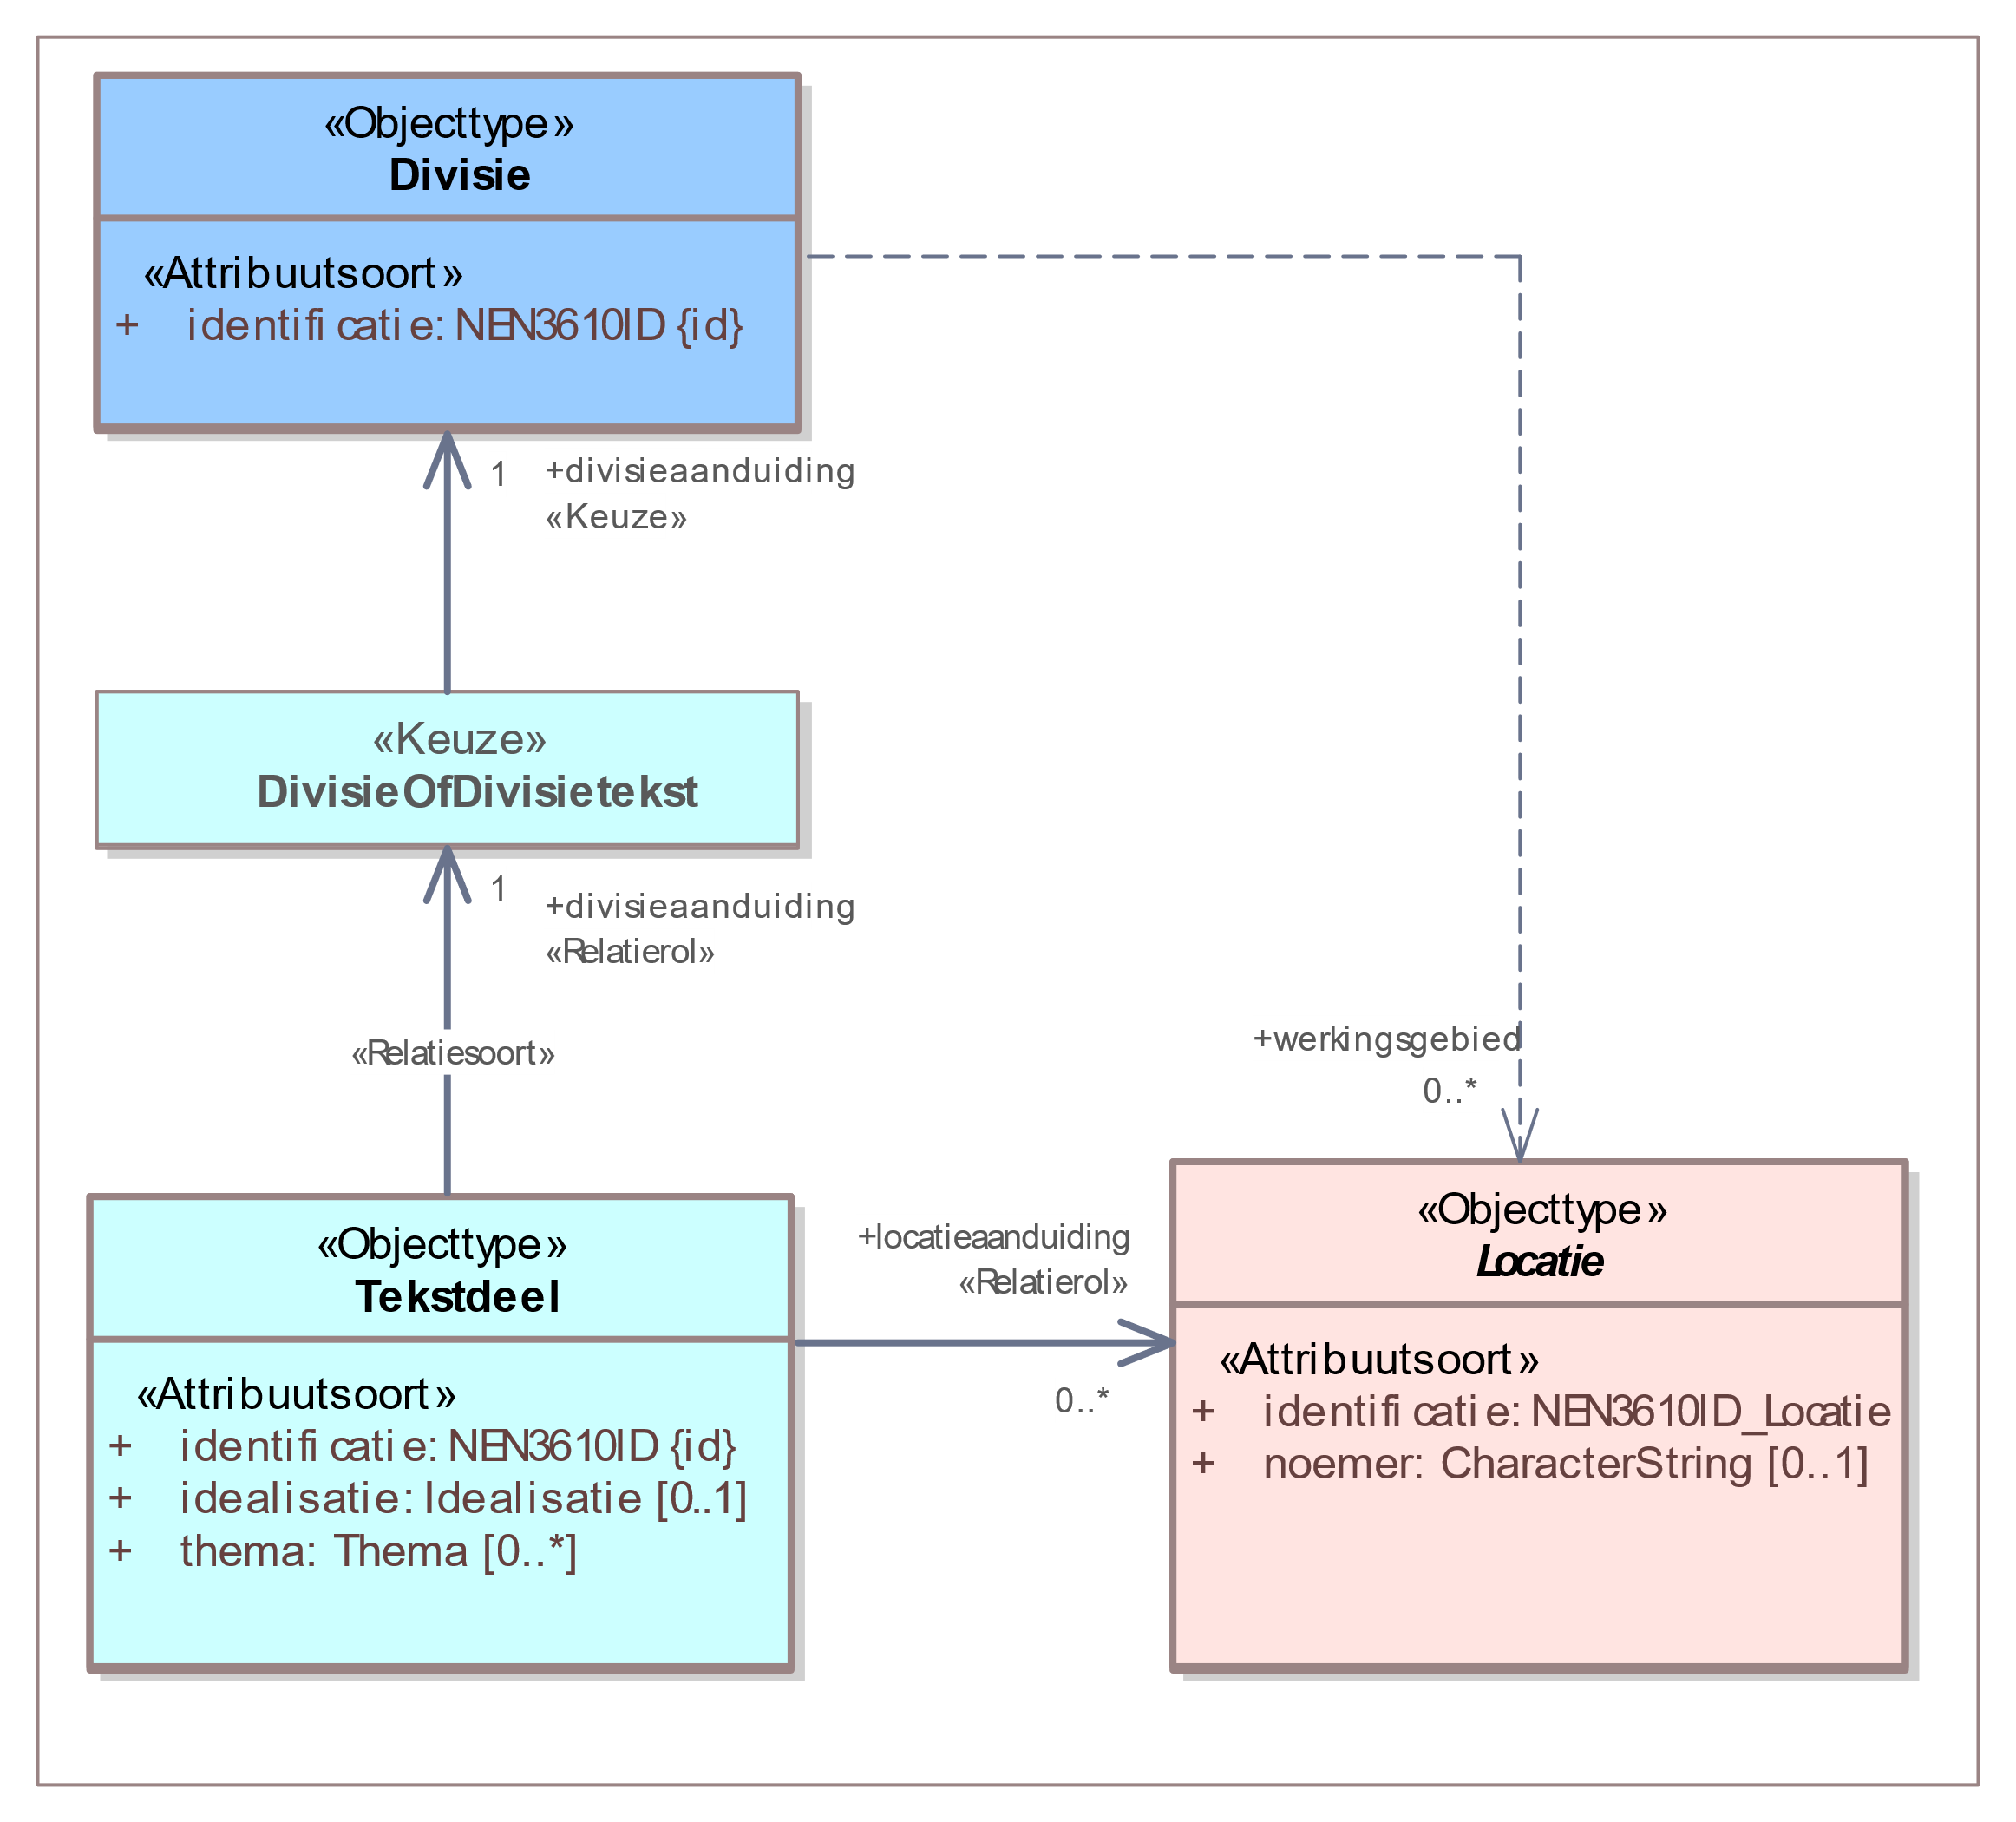 «Objecttype»
Divisie
«Attribuutsoort»
+ identificatie: NEN3610ID {id}
1 +divisieaanduiding
«Keuze»
«Keuze»
DivisieOfDivisietekst
1 +divisieaanduiding
«Relatierol»
«Relatiesoort»
+werkingsgebied
0..*
«Objecttype»
Tekstdeel
«Attribuutsoort»
+ identificatie: NEN3610ID {id}
+ idealisatie: Idealisatie [0..1]
+ thema: Thema [0..*]
+locatieaanduiding
«Relatierol»
0..*
«Objecttype»
Locatie
«Attribuutsoort»
+ identificatie: NEN3610ID_Locatie
+ noemer: CharacterString [0..1]